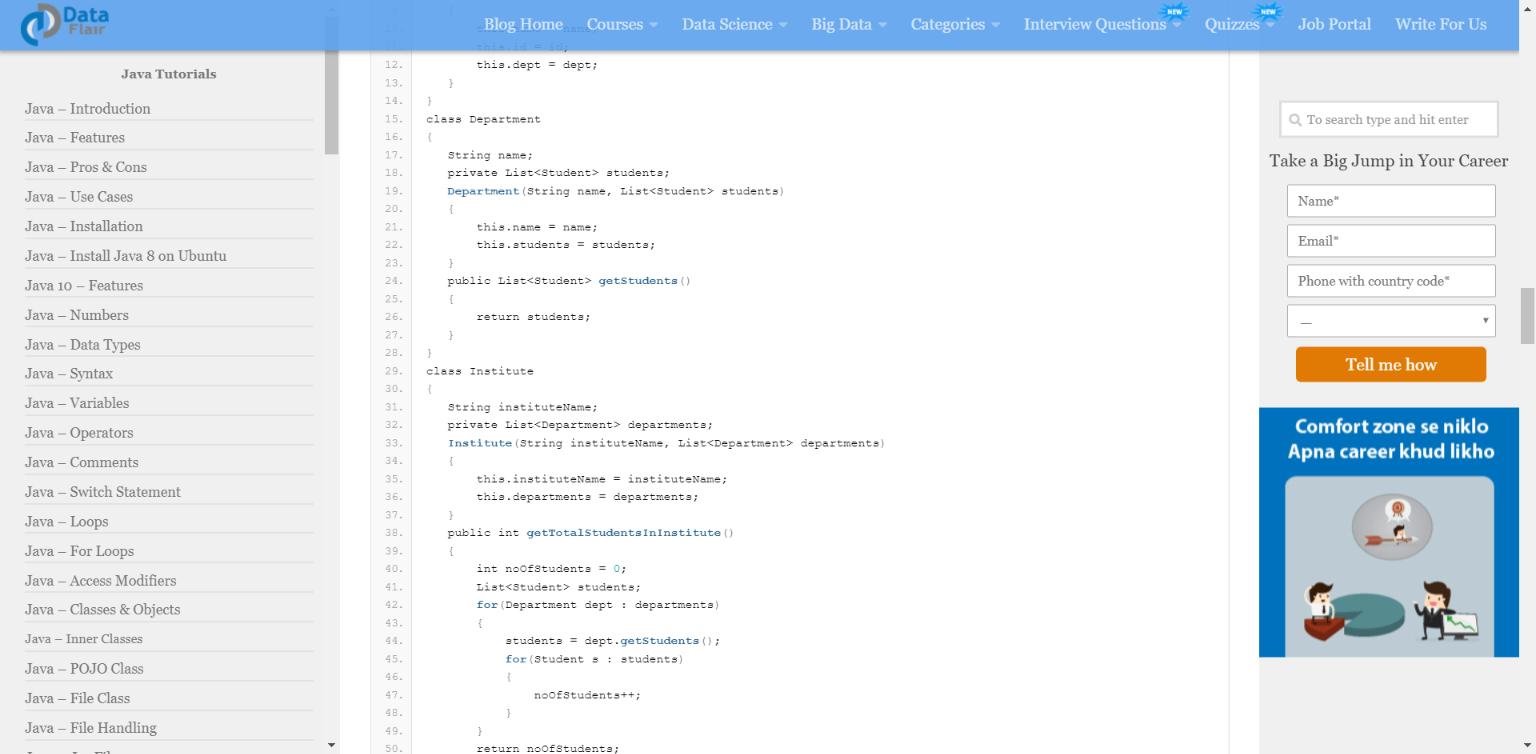 Data
Flair
Blog Home Courses Data Science Big Data Categories Interview Questions NEW Quizzes NEW Job Portal Write For Us
Java Tutorials
Java – Introduction
Java – Features
Java – Pros & Cons
Java – Use Cases
Java – Installation
Java – Install Java 8 on Ubuntu
Java 10 – Features
Java – Numbers
Java – Data Types
Java – Syntax
Java – Variables
Java – Operators
Java – Comments
Java – Switch Statement
Java – Loops
Java – For Loops
Java – Access Modifiers
Java – Classes & Objects
Java – Inner Classes
Java – POJO Class
Java – File Class
Java – File Handling
this.id = id;
12. this.dept = dept;
13. }
14. }
15. class Department
16. {
17. String name;
18. private List<Student> students;
19. Department(String name, List<Student> students)
20. {
21. this.name = name;
22. this.students = students;
23. }
24. public List<Student> getStudents()
25. {
26. return students;
27. }
28. }
29. class Institute
30. {
31. String instituteName;
32. private List<Department> departments;
33. Institute(String instituteName, List<Department> departments)
34. {
35. this.instituteName = instituteName;
36. this.departments = departments;
37. }
38. public int getTotalStudentsInInstitute()
39. {
40. int noOfStudents = 0;
41. List<Student> students;
42. for(Department dept : departments)
43. {
44. students = dept.getStudents();
45. for(Student s : students)
46. {
47. noOfStudents++;
48. }
49. }
50. return noOfStudents;
To search type and hit enter
Take a Big Jump in Your Career
Name*
Email*
Phone with country code*
—
Tell me how
Comfort zone se niklo
Apna career khud likho